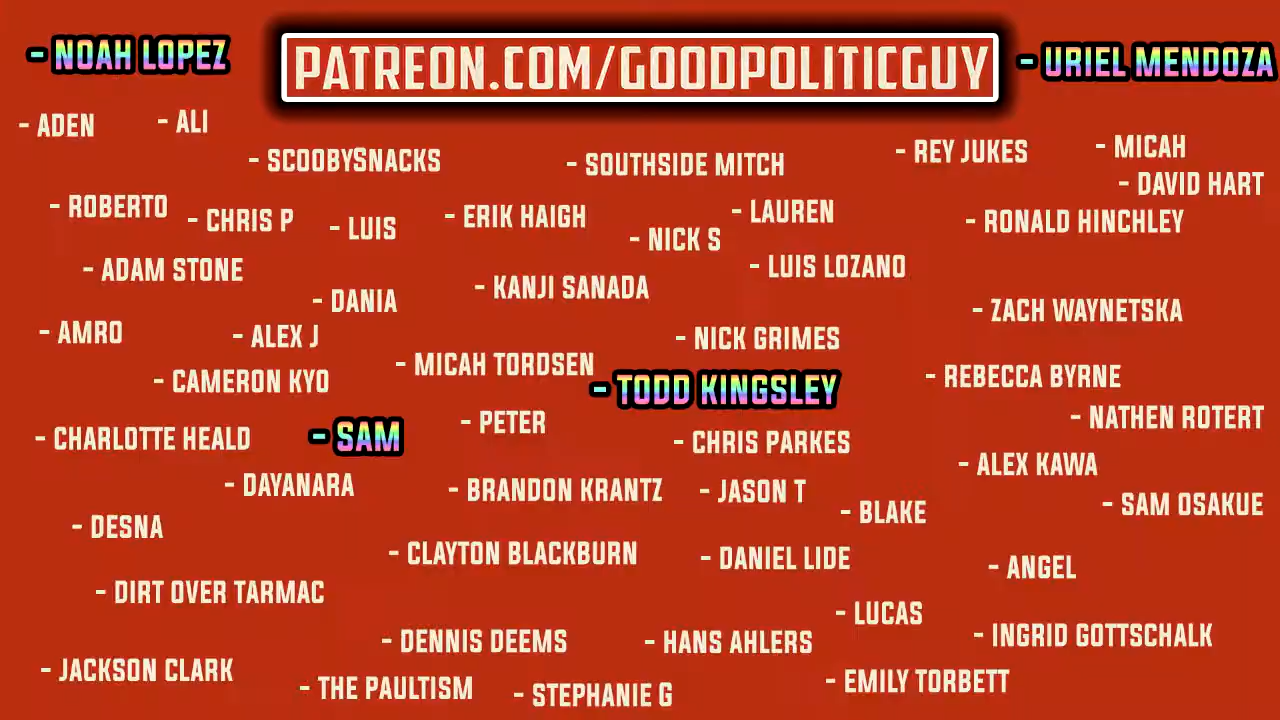 - NOAH LOPEZ
PATREON.COM/GOODPOLITICGUY
- URIEL MENDOZA
- ADEN
- ALI
- SCOOBYSNACKS
- SOUTHSIDE MITCH
- REY JUKES
- MICAH
- DAVID HART
- ROBERTO
- CHRIS P
- LUIS
- ERIK HAIGH
- NICK S
- LAUREN
- RONALD HINCHLEY
- ADAM STONE
- DANIA
- KANJI SANADA
- LUIS LOZANO
- ZACH WAYNETSKA
- AMRO
- ALEX J
- MICAH TORDSEN
- NICK GRIMES
- CAMERON KYO
- TODD KINGSLEY
- REBECCA BYRNE
- NATHEN ROTERT
- CHARLOTTE HEALD
- SAM
- PETER
- CHRIS PARKES
- ALEX KAWA
- DAYANARA
- BRANDON KRANTZ
- JASON T
- BLAKE
- SAM OSAKUE
- DESNA
- CLAYTON BLACKBURN
- DANIEL LIDE
- ANGEL
- DIRT OVER TARMAC
- LUCAS
- DENNIS DEEMS
- HANS AHLERS
- INGRID GOTTSCHALK
- JACKSON CLARK
- THE PAULTISM
- STEPHANIE G
- EMILY TORBETT